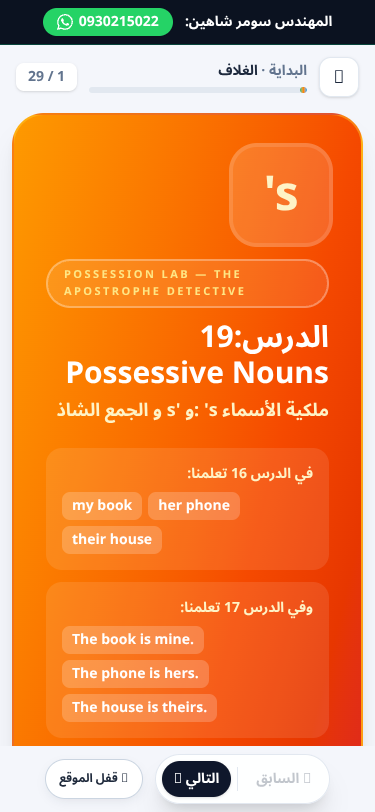 المهندس سومر شاهين: 0930215022
البداية · الغلاف
29 / 1
's
POSSESSION LAB — THE
APOSTROPHE DETECTIVE
الدرس:19
Possessive Nouns
ملكية الأسماء s' :و 's و الجمع الشاذ
في الدرس 16 تعلمنا:
my book her phone
their house
وفي الدرس 17 تعلمنا:
The book is mine.
The phone is hers.
The house is theirs.
السابق
التالي
قفل الموقع